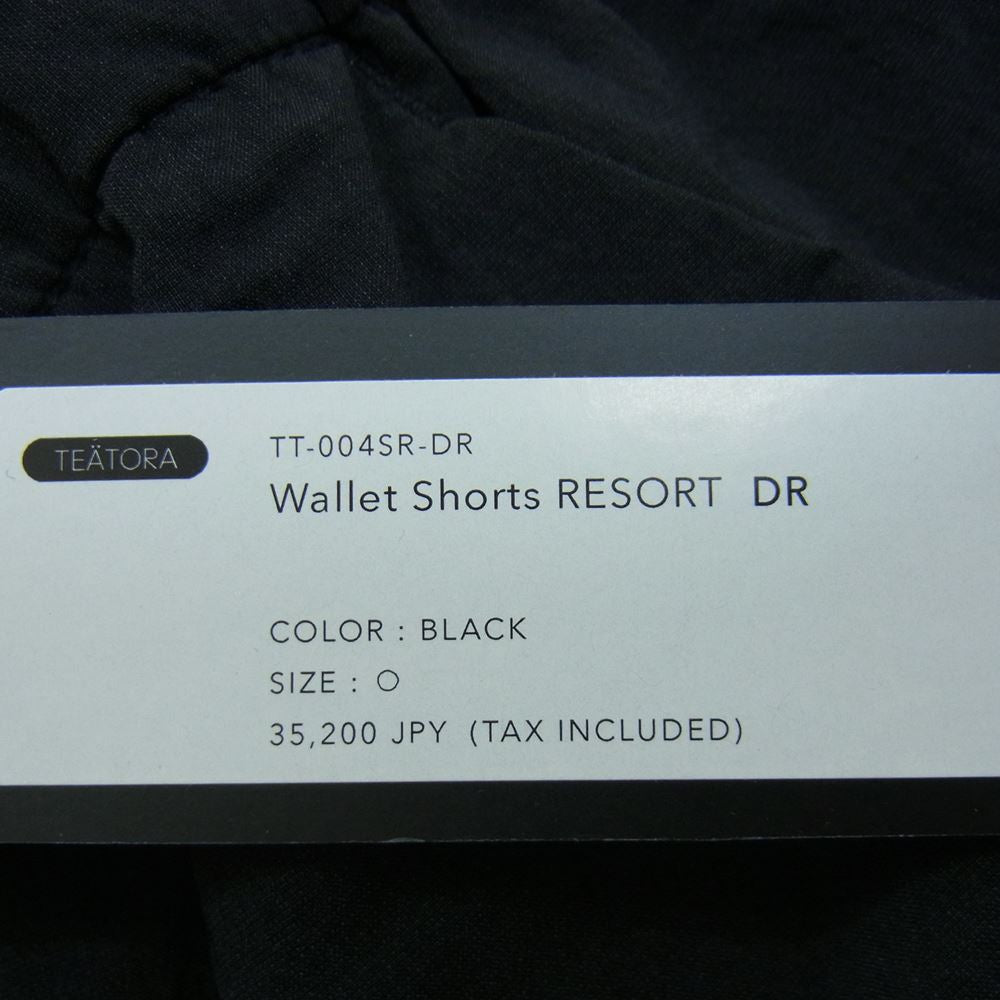 TEÄTORA
TT-004SR-DR
Wallet Shorts RESORT DR
COLOR : BLACK
SIZE : ○
35,200 JPY (TAX INCLUDED)